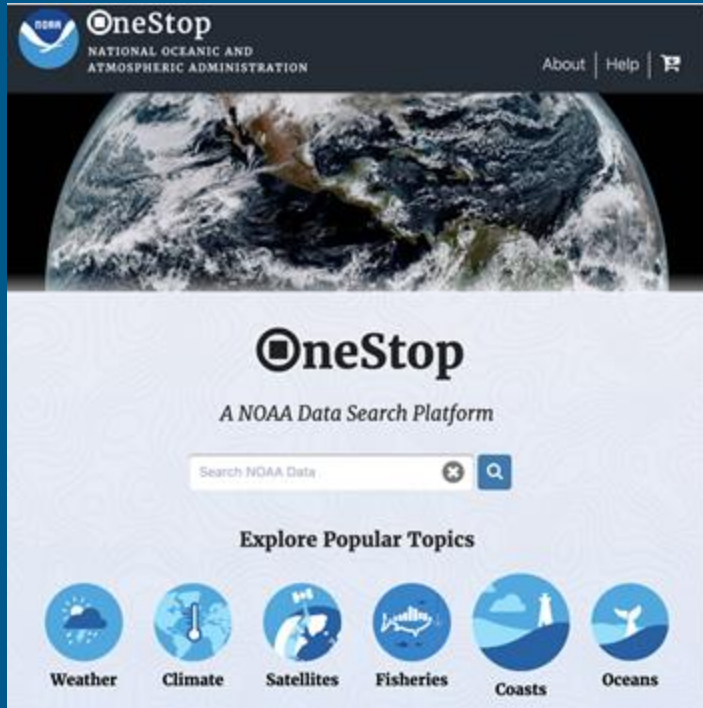 NOAA
OneStop
NATIONAL OCEANIC AND
ATMOSPHERIC ADMINISTRATION
About | Help |
OneStop
A NOAA Data Search Platform
Search NOAA Data
Explore Popular Topics
Weather Climate Satellites Fisheries Coasts Oceans